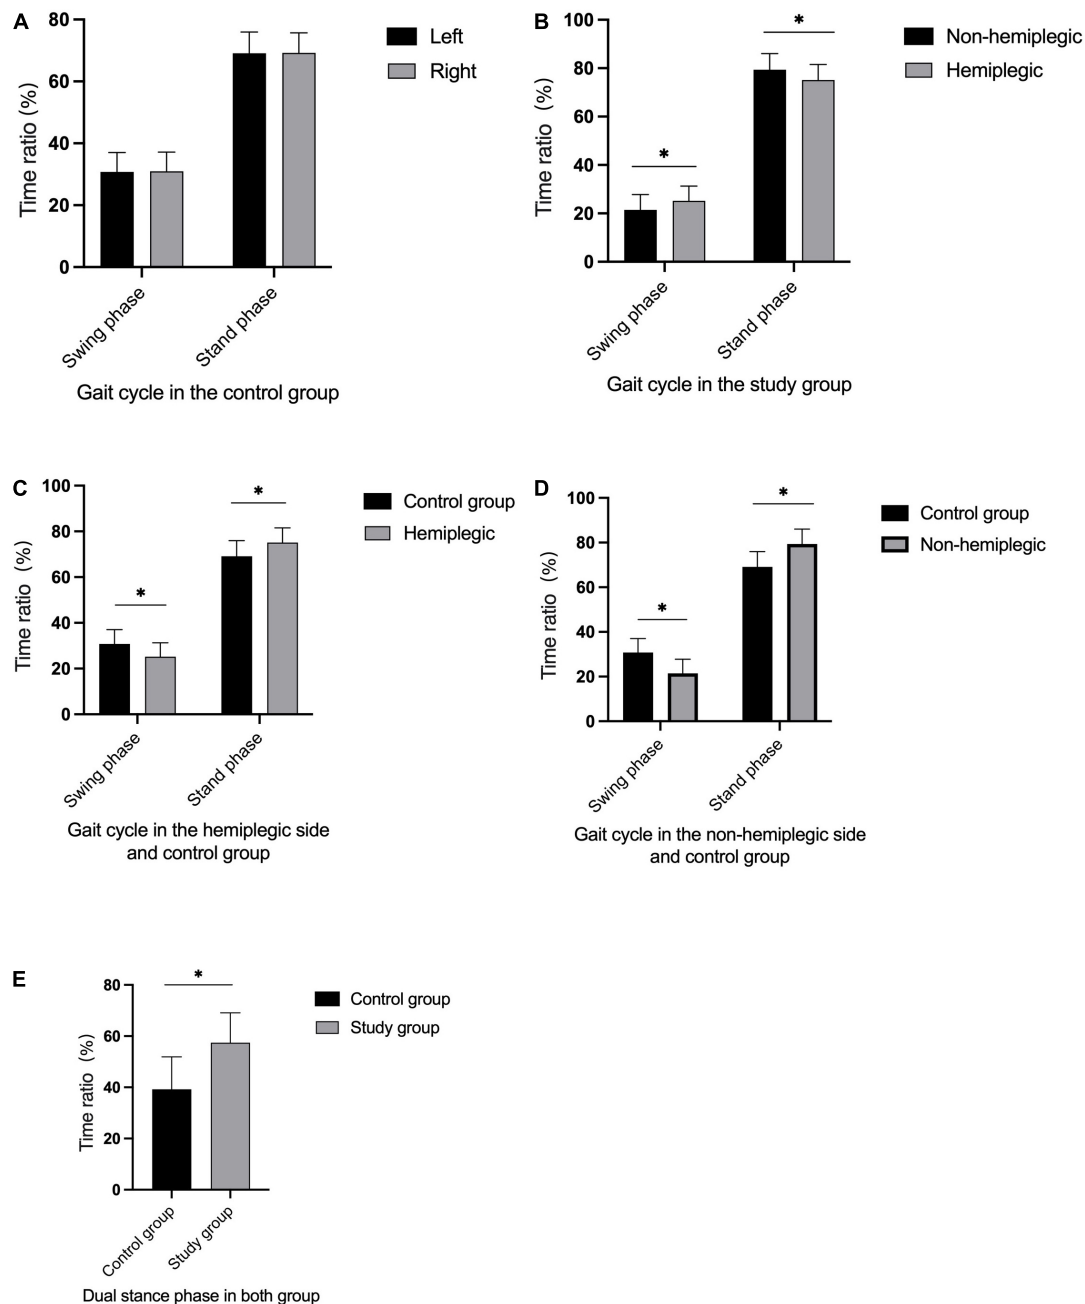 A
80
60
40
20
0
Time ratio (%)
Swing phase
Stand phase
Gait cycle in the control group
Left
Right
B
100
80
60
40
20
0
Time ratio (%)
*
*
Swing phase
Stand phase
Gait cycle in the study group
Non-hemiplegic
Hemiplegic
C
100
80
60
40
20
0
Time ratio (%)
*
*
Swing phase
Stand phase
Gait cycle in the hemiplegic side
and control group
Control group
Hemiplegic
D
100
80
60
40
20
0
Time ratio (%)
*
*
Swing phase
Stand phase
Gait cycle in the non-hemiplegic side
and control group
Control group
Non-hemiplegic
E
80
60
40
20
0
Time ratio (%)
*
Control group
Study group
Dual stance phase in both group
Control group
Study group